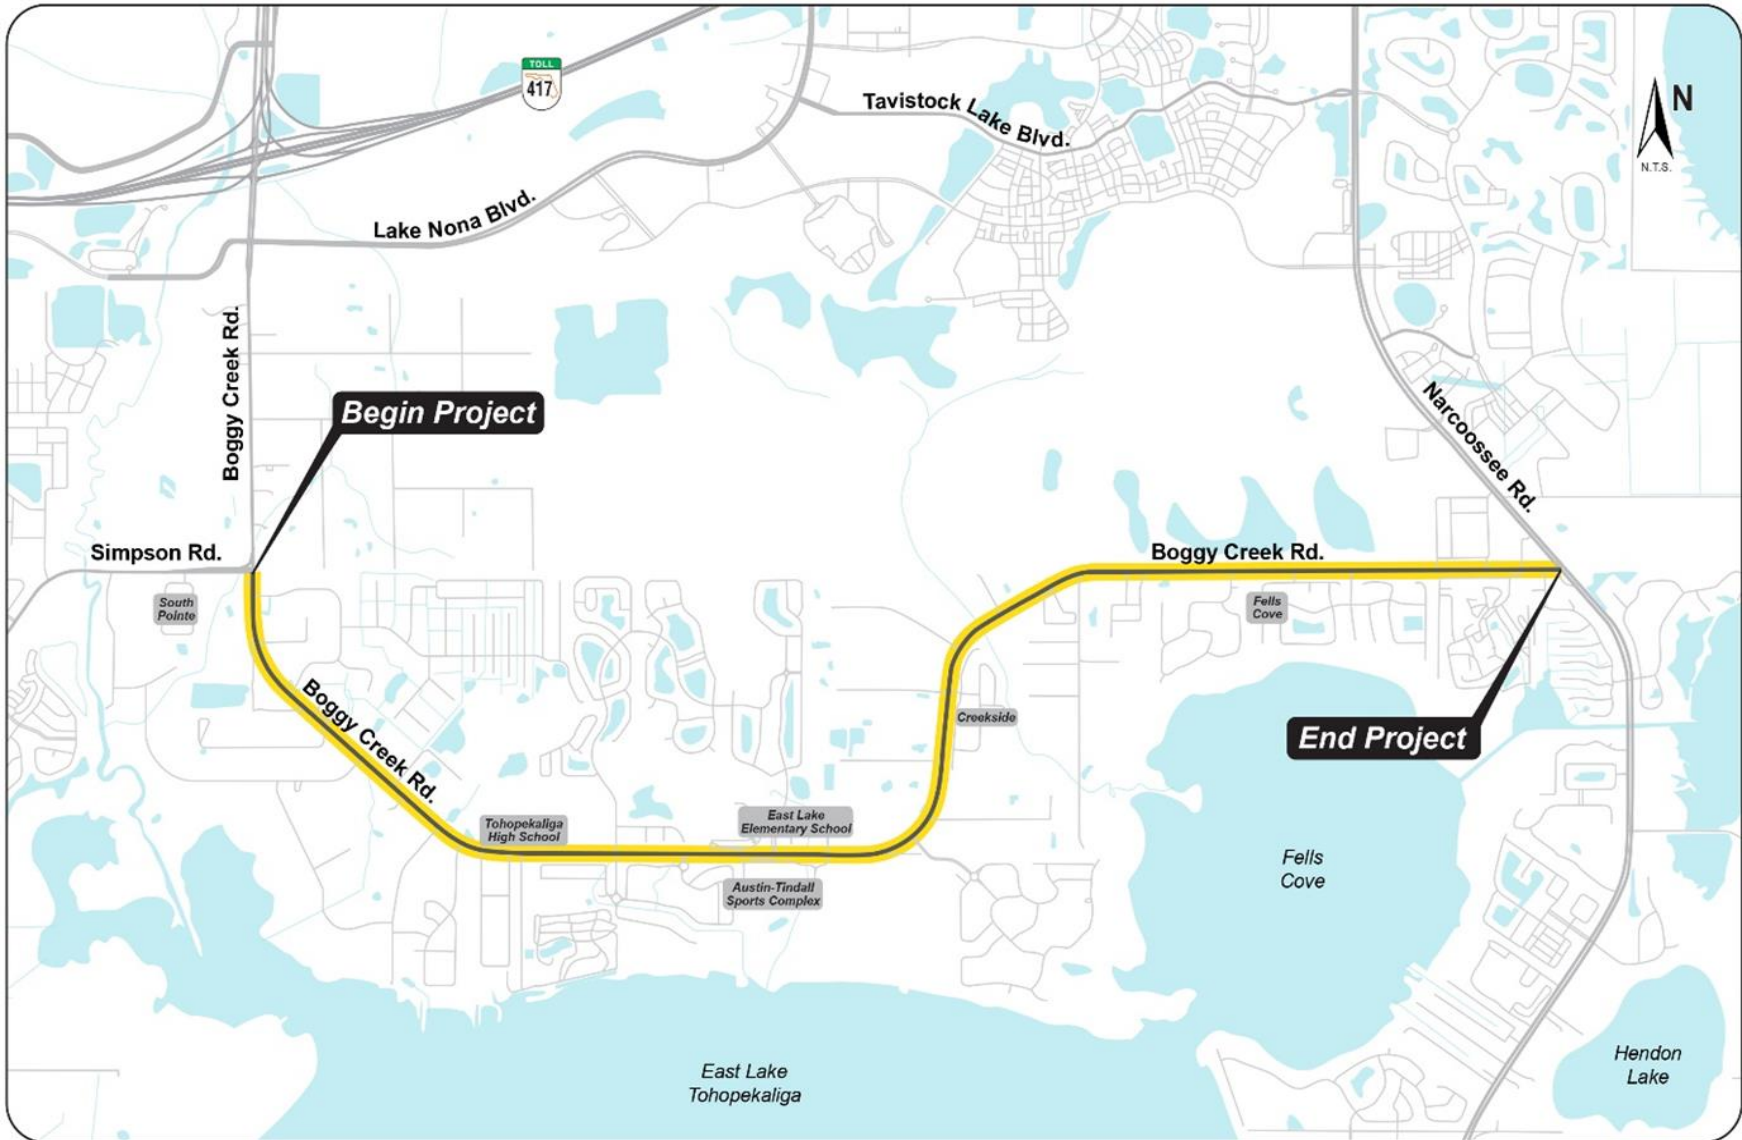 TOLL
417
N
N.T.S.
Tavistock Lake Blvd.
Lake Nona Blvd.
Boggy Creek Rd.
Begin Project
Narcoossee Rd.
Simpson Rd.
Boggy Creek Rd.
South
Pointe
Fells
Cove
Boggy Creek Rd.
Creekside
End Project
Tohopekaliga
High School
East Lake
Elementary School
Austin-Tindall
Sports Complex
Fells
Cove
East Lake
Tohopekaliga
Hendon
Lake